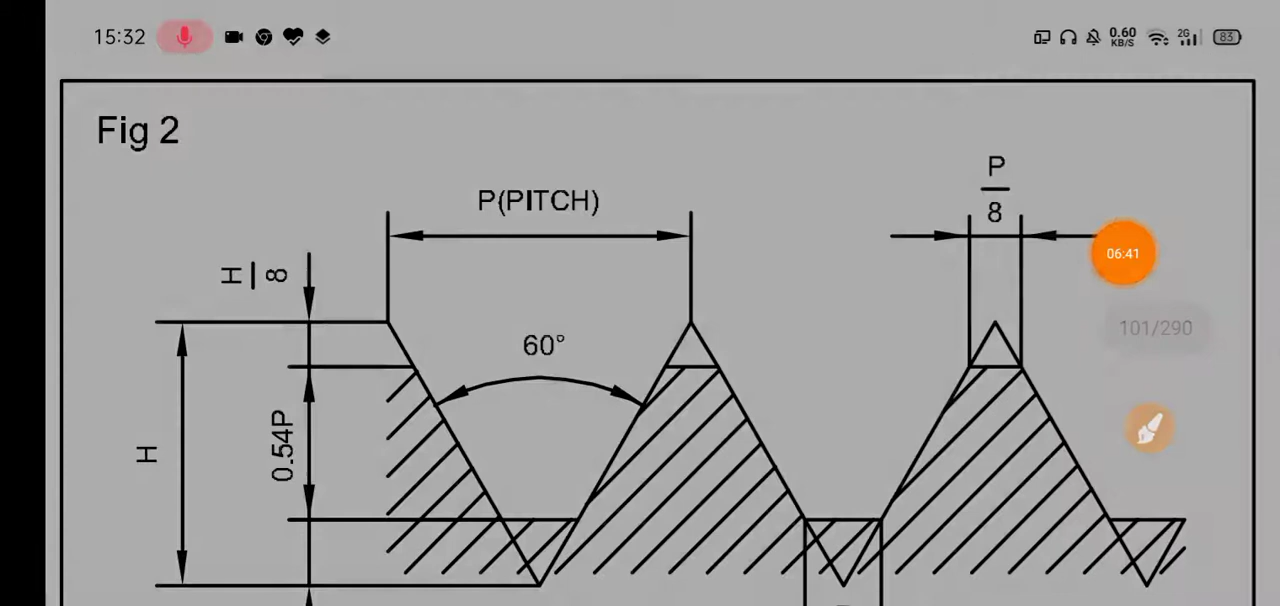 15:32
0.60
KB/S
2G
83
Fig 2
P(PITCH)
P
8
H
8
06:41
101/290
60°
0.54P
H